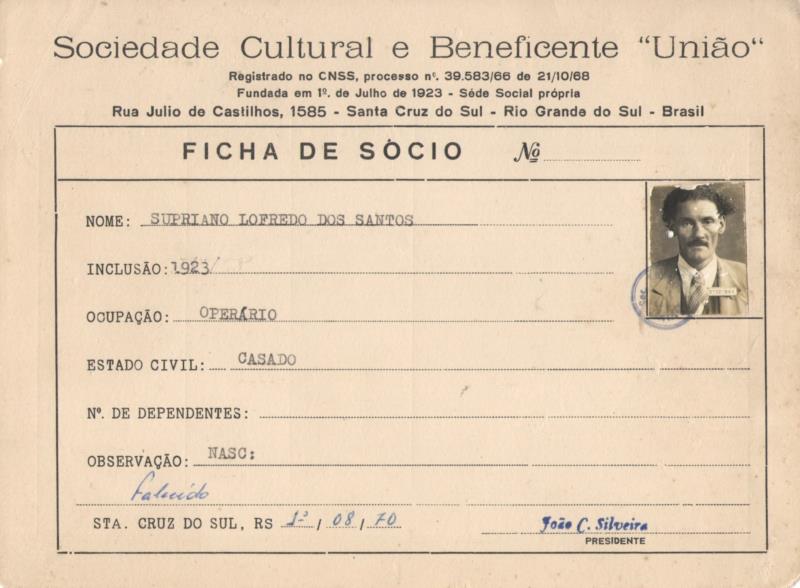 Sociedade Cultural e Beneficente "União"
Registrado no CNSS, processo nº. 39.583/66 de 21/10/68
Fundada em 1º. de Julho de 1923 - Séde Social própria
Rua Julio de Castilhos, 1585 - Santa Cruz do Sul - Rio Grande do Sul - Brasil
FICHA DE SÓCIO Nº
NOME: SUPRIANO LOFREDO DOS SANTOS
INCLUSÃO: 1923/
OCUPAÇÃO: OPERÁRIO
ESTADO CIVIL: CASADO
Nº. DE DEPENDENTES:
OBSERVAÇÃO: NASC:
Falecido
STA. CRUZ DO SUL, RS 1º / 08 / 70
João C. Silveira
PRESIDENTE